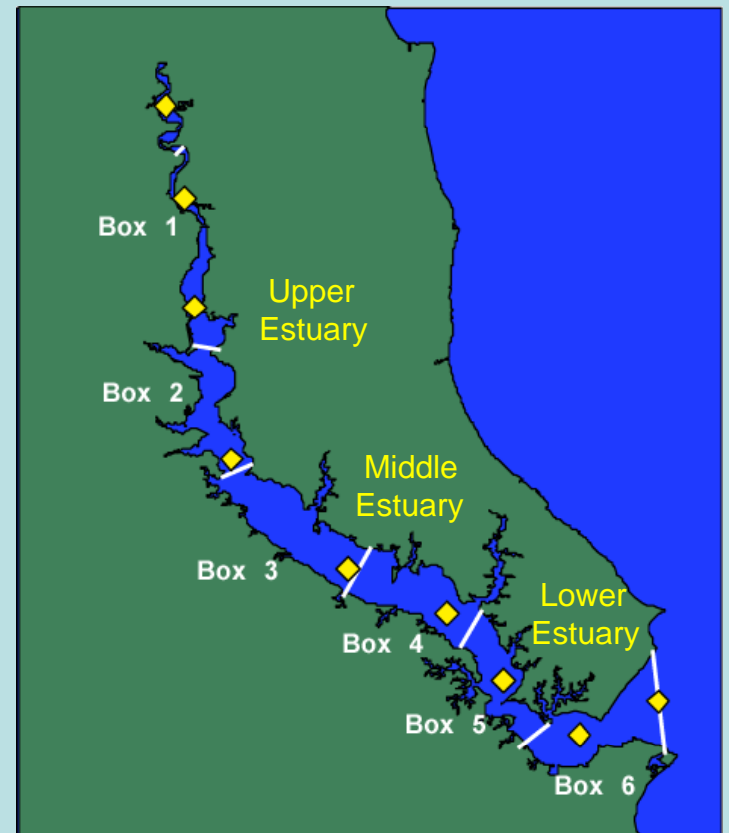 Box 1
Upper
Estuary
Box 2
Middle
Estuary
Box 3
Lower
Estuary
Box 4
Box 5
Box 6